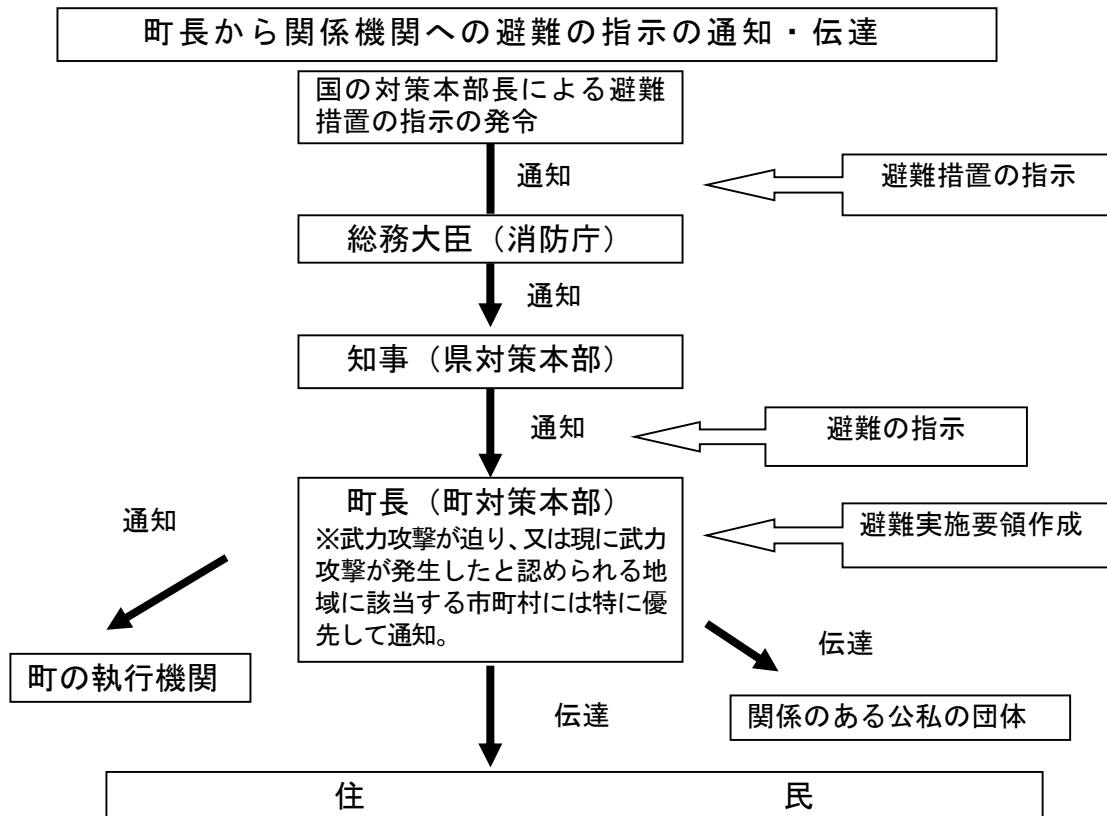 町長から関係機関への避難の指示の通知・伝達
国の対策本部長による避難
措置の指示の発令
通知
避難措置の指示
総務大臣（消防庁）
通知
知事（県対策本部）
通知
避難の指示
町長（町対策本部）
※武力攻撃が迫り、又は現に武力
攻撃が発生したと認められる地
域に該当する市町村には特に優
先して通知。
避難実施要領作成
通知
町の執行機関
伝達
関係のある公私の団体
伝達
住　民